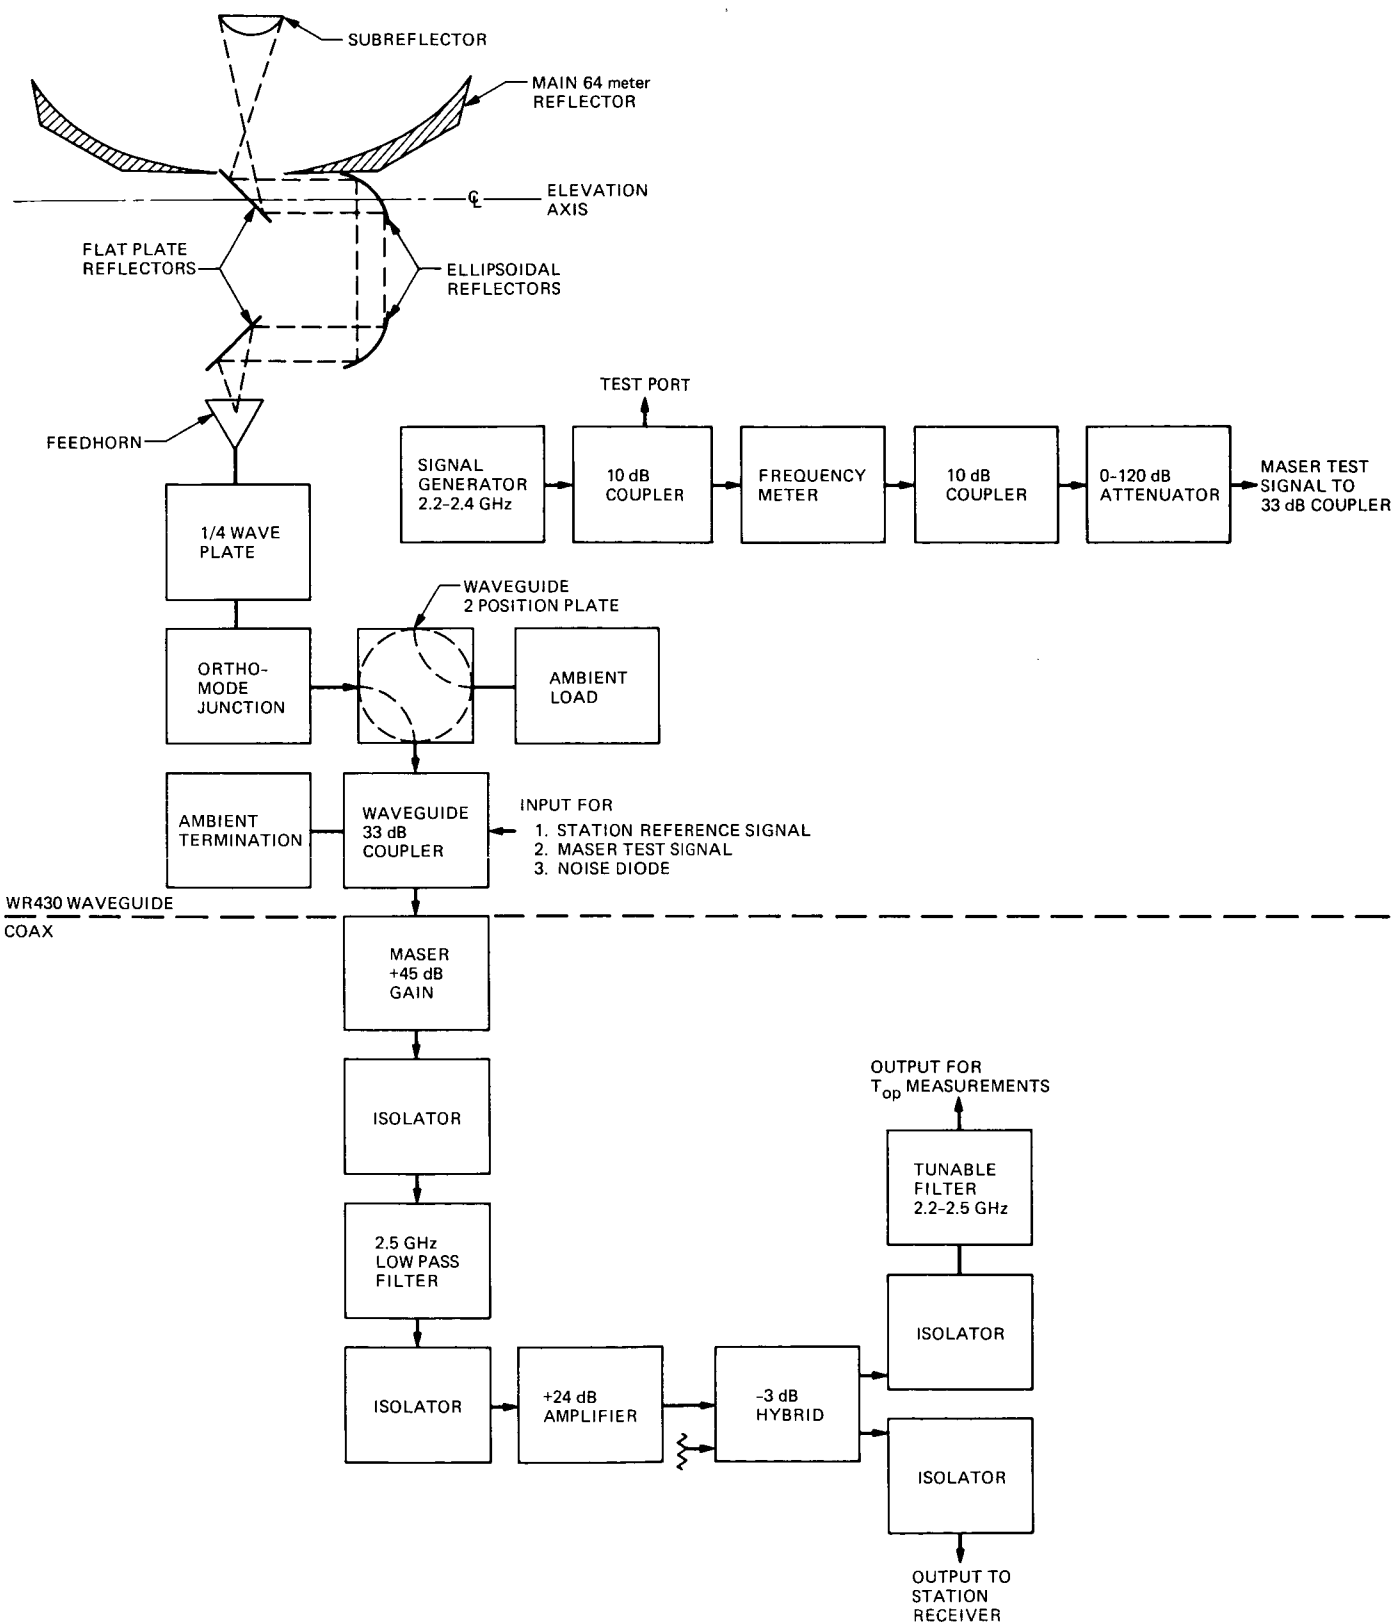 SUBREFLECTOR
MAIN 64 meter
REFLECTOR
℄
ELEVATION
AXIS
FLAT PLATE
REFLECTORS
ELLIPSOIDAL
REFLECTORS
FEEDHORN
TEST PORT
SIGNAL
GENERATOR
2.2-2.4 GHz
10 dB
COUPLER
FREQUENCY
METER
10 dB
COUPLER
0-120 dB
ATTENUATOR
MASER TEST
SIGNAL TO
33 dB COUPLER
1/4 WAVE
PLATE
WAVEGUIDE
2 POSITION PLATE
ORTHO-
MODE
JUNCTION
AMBIENT
LOAD
AMBIENT
TERMINATION
WAVEGUIDE
33 dB
COUPLER
INPUT FOR
1. STATION REFERENCE SIGNAL
2. MASER TEST SIGNAL
3. NOISE DIODE
WR430 WAVEGUIDE
COAX
MASER
+45 dB
GAIN
ISOLATOR
2.5 GHz
LOW PASS
FILTER
ISOLATOR
+24 dB
AMPLIFIER
-3 dB
HYBRID
OUTPUT FOR
Top MEASUREMENTS
TUNABLE
FILTER
2.2-2.5 GHz
ISOLATOR
ISOLATOR
OUTPUT TO
STATION
RECEIVER